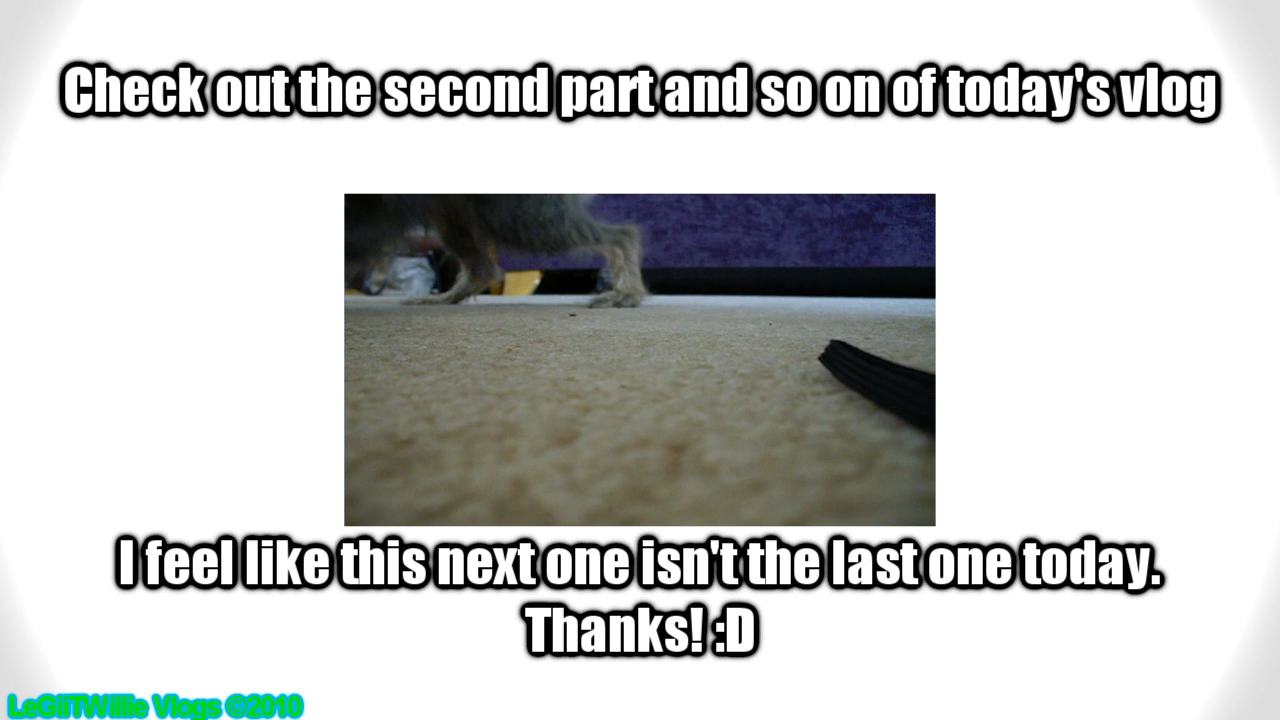 Check out the second part and so on of today's vlog
I feel like this next one isn't the last one today.
Thanks! :D
LeGiiTWillie Vlogs ©2010